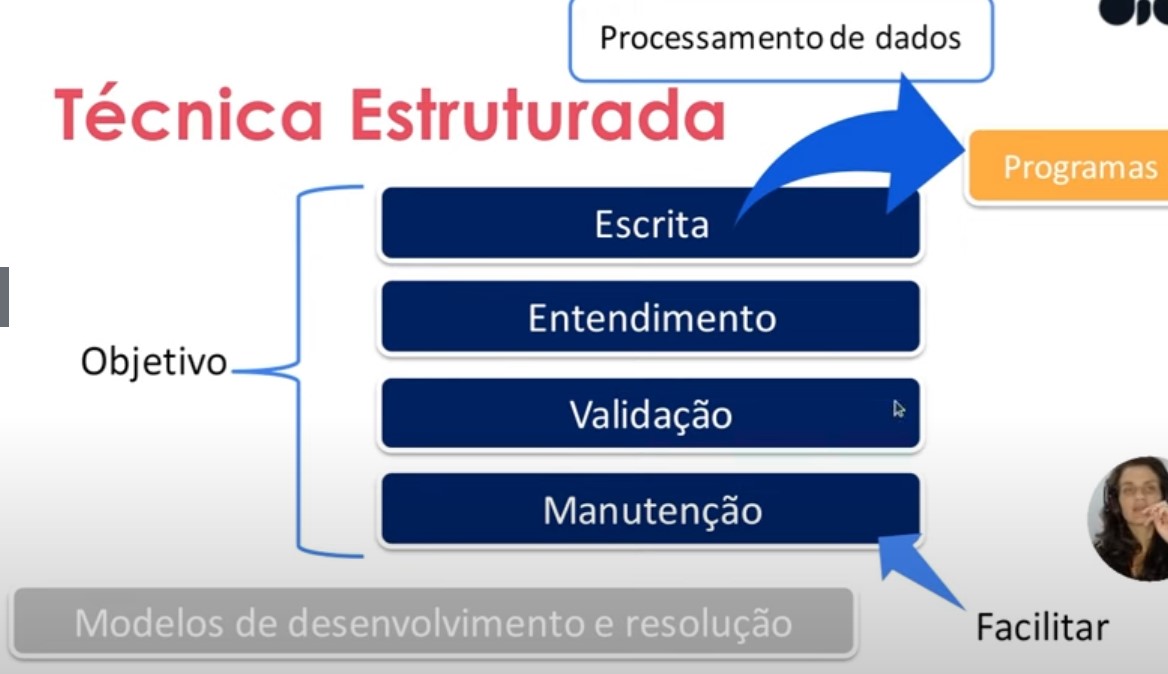 Processamento de dados
Técnica Estruturada
Programas
Escrita
Entendimento
Objetivo
Validação
Manutenção
Modelos de desenvolvimento e resolução
Facilitar